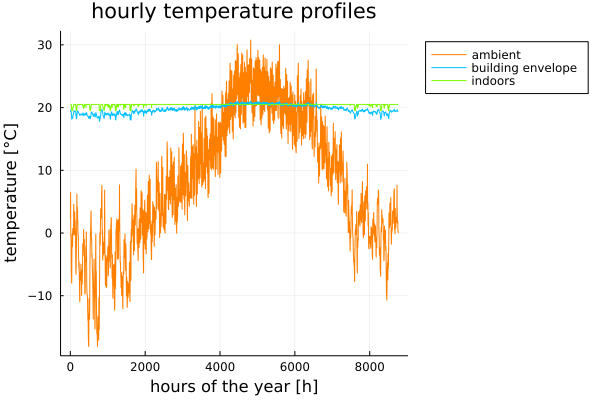 hourly temperature profiles
ambient
building envelope
indoors
temperature [°C]
30
20
10
0
−10
0 2000 4000 6000 8000
hours of the year [h]